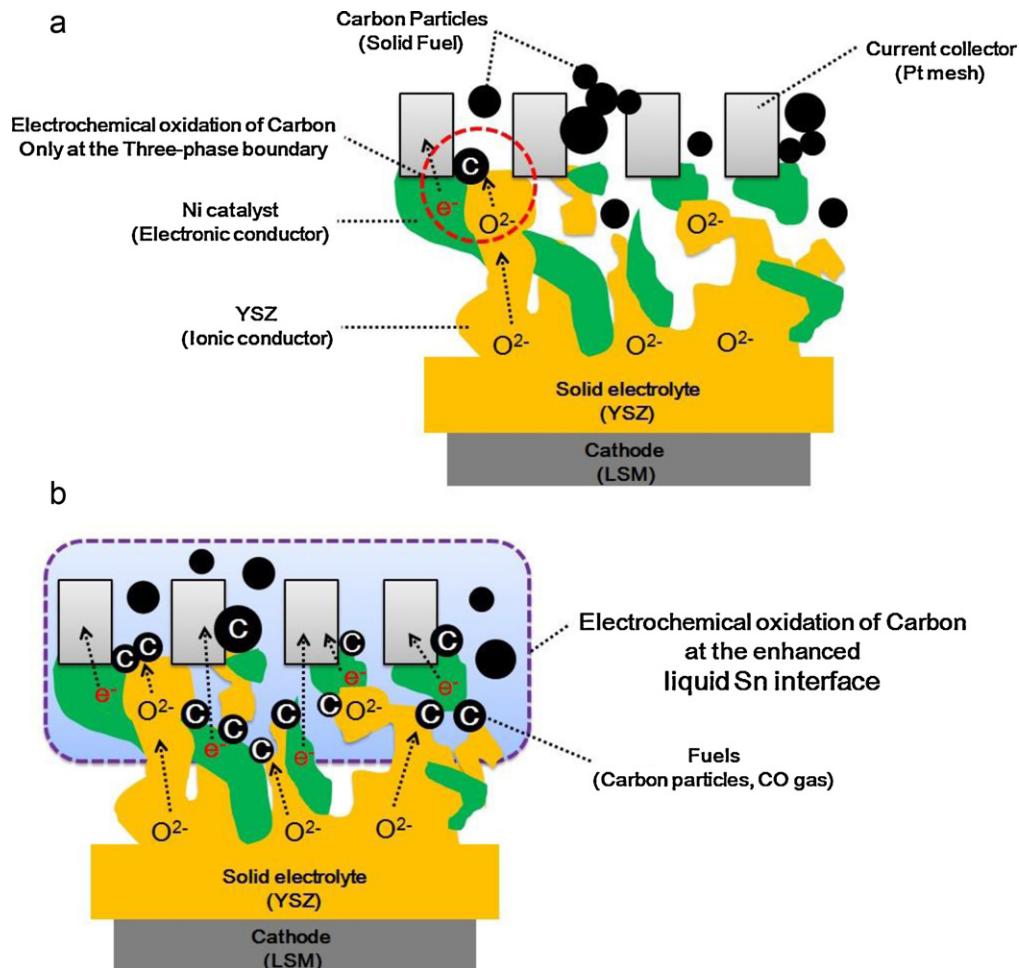 a
Carbon Particles
(Solid Fuel)
Current collector
(Pt mesh)
Electrochemical oxidation of Carbon
Only at the Three-phase boundary
C
Ni catalyst
(Electronic conductor)
e-
O2-
O2-
YSZ
(Ionic conductor)
O2-
O2-
O2-
Solid electrolyte
(YSZ)
Cathode
(LSM)
b
Electrochemical oxidation of Carbon
at the enhanced
liquid Sn interface
C
C
C
C
C
e-
e-
O2-
C
C
C
C
C
O2-
C
C
e-
e-
Fuels
(Carbon particles, CO gas)
O2-
O2-
O2-
Solid electrolyte
(YSZ)
Cathode
(LSM)